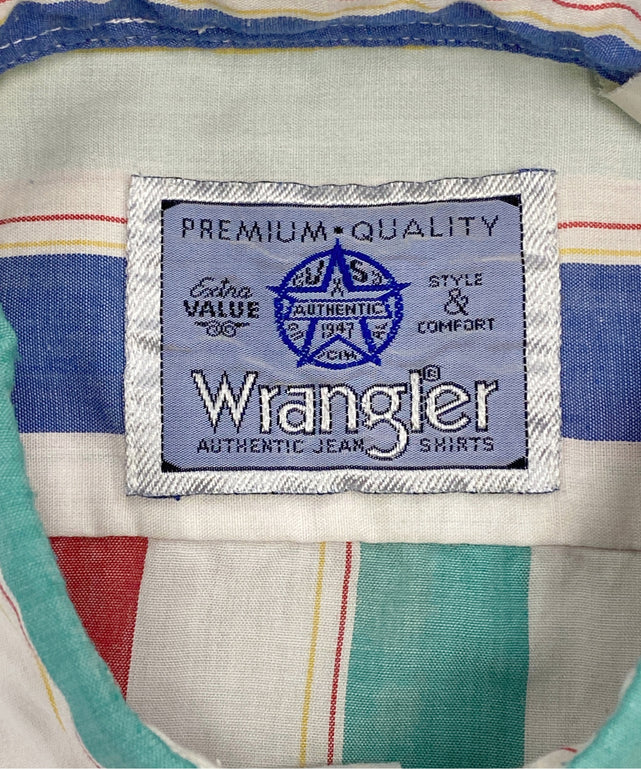 PREMIUM • QUALITY
Extra
VALUE
U S A
AUTHENTIC
1947
STYLE
&
COMFORT
Wrangler®
AUTHENTIC JEAN SHIRTS